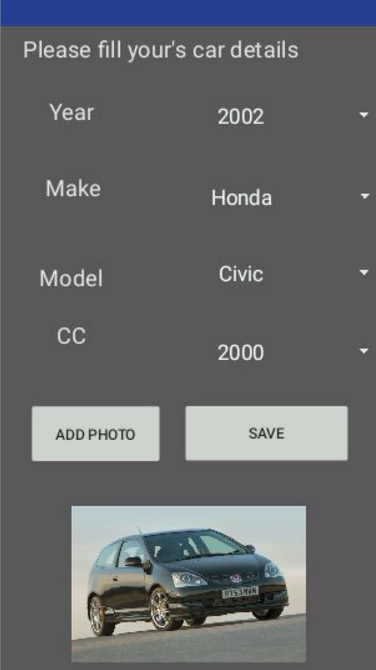 Please fill your's car details
Year
2002
Make
Honda
Model
Civic
CC
2000
ADD PHOTO
SAVE